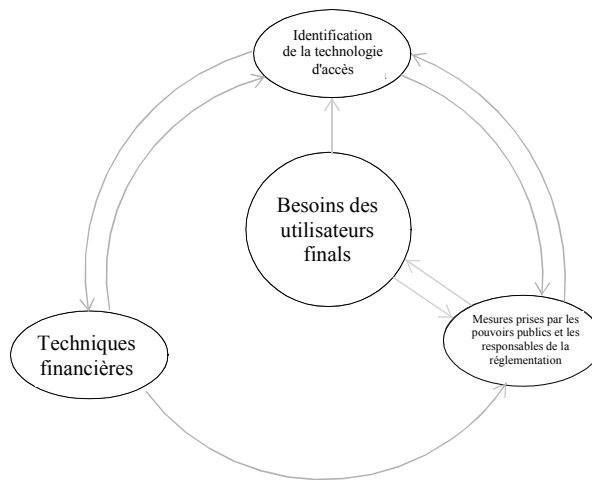 Identification
de la technologie
d'accès
Besoins des
utilisateurs
finals
Techniques
financières
Mesures prises par les
pouvoirs publics et les
responsables de la
réglementation